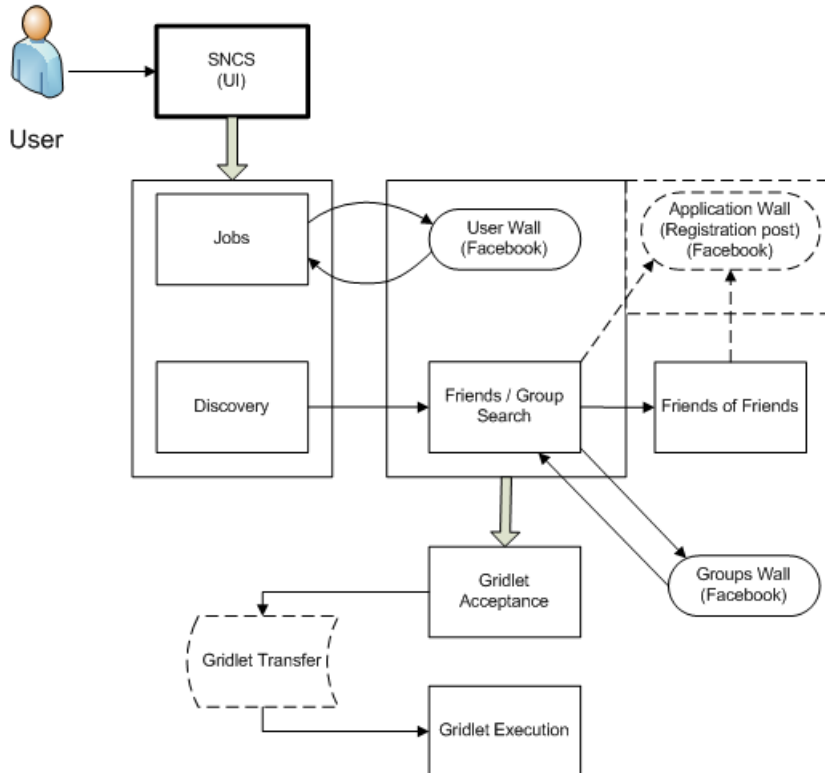 SNCS
(UI)
User
Jobs
User Wall
(Facebook)
Application Wall
(Registration post)
(Facebook)
Discovery
Friends / Group
Search
Friends of Friends
Gridlet
Acceptance
Groups Wall
(Facebook)
Gridlet Transfer
Gridlet Execution